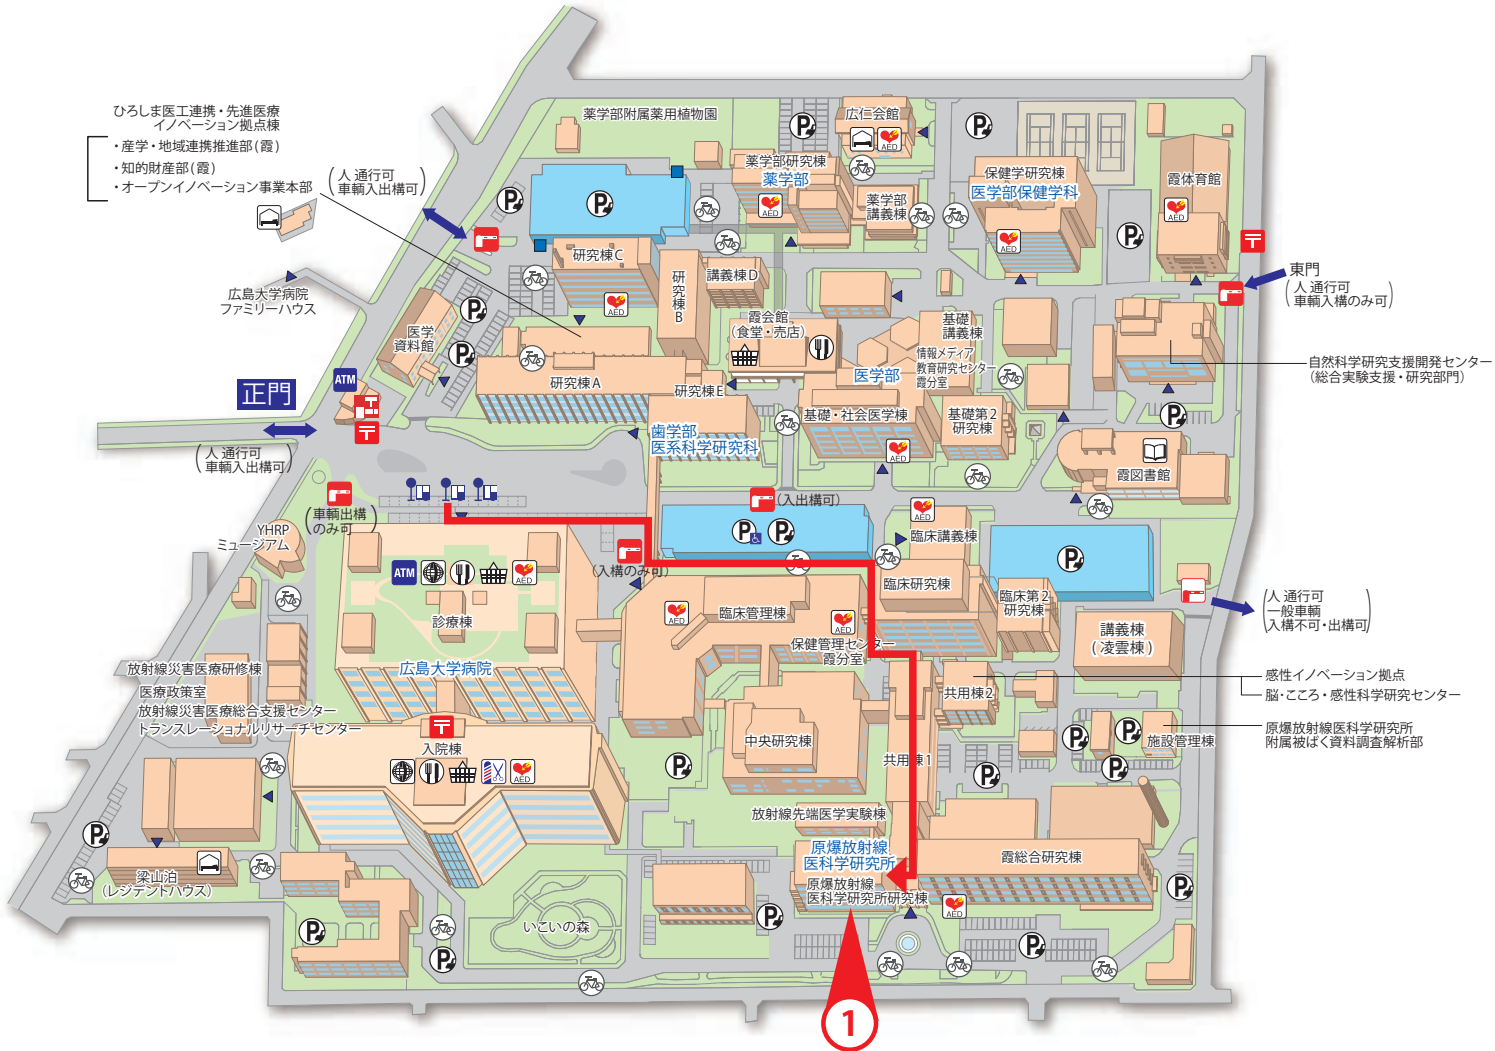 ひろしま医工連携・先進医療
イノベーション拠点棟
・産学・地域連携推進部(霞)
・知的財産部(霞)
・オープンイノベーション事業本部
(人 通行可
車輌入出構可)
広島大学病院
ファミリーハウス
薬学部附属薬用植物園
広仁会館
AED
薬学部研究棟
薬学部
AED
薬学部
講義棟
保健学研究棟
医学部保健学科
AED
霞体育館
AED
東門
(人 通行可
車輌入構のみ可)
研究棟C
AED
研究棟B
講義棟D
霞会館
(食堂・売店)
基礎
講義棟
情報メディア
教育研究センター
霞分室
自然科学研究支援開発センター
(総合実験支援・研究部門)
医学
資料館
ATM
正門
(人 通行可
車輌入出構可)
研究棟A
研究棟E
医学部
基礎・社会医学棟
AED
基礎第2
研究棟
歯学部
医系科学研究科
霞図書館
(車輌出構
のみ可)
YHRP
ミュージアム
(入出構可)
(入構のみ可)
AED
臨床講義棟
臨床研究棟
臨床第2
研究棟
(人 通行可
一般車輌
入構不可・出構可)
ATM
AED
診療棟
広島大学病院
AED
臨床管理棟
AED
保健管理センター
霞分室
講義棟
(凌雲棟)
感性イノベーション拠点
脳・こころ・感性科学研究センター
原爆放射線医科学研究所
附属被ばく資料調査解析部
放射線災害医療研修棟
医療政策室
放射線災害医療総合支援センター
トランスレーショナルリサーチセンター
入院棟
AED
中央研究棟
共用棟1
共用棟2
施設管理棟
放射線先端医学実験棟
原爆放射線
医科学研究所
原爆放射線
医科学研究所研究棟
霞総合研究棟
AED
梁山泊
(レジデントハウス)
いこいの森
1